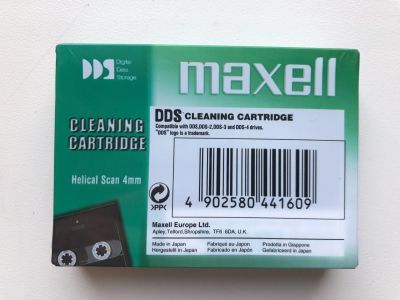 DDS Digital
Data
Storage
maxell
CLEANING
CARTRIDGE
Helical Scan 4mm
DDS CLEANING CARTRIDGE
Compatible with DDS,DDS-2,DDS-3 and DDS-4 drives.
"DDS" logo is a trademark.
PP
4 902580 441609
Maxell Europe Ltd.
Apley, Telford,Shropshire, TF6 6DA, U.K.
Made in Japan Fabriqué au Japon Prodotto in Giappone
Hergestellt in Japan Fabricado en Japón Gefabriceerd in Japan